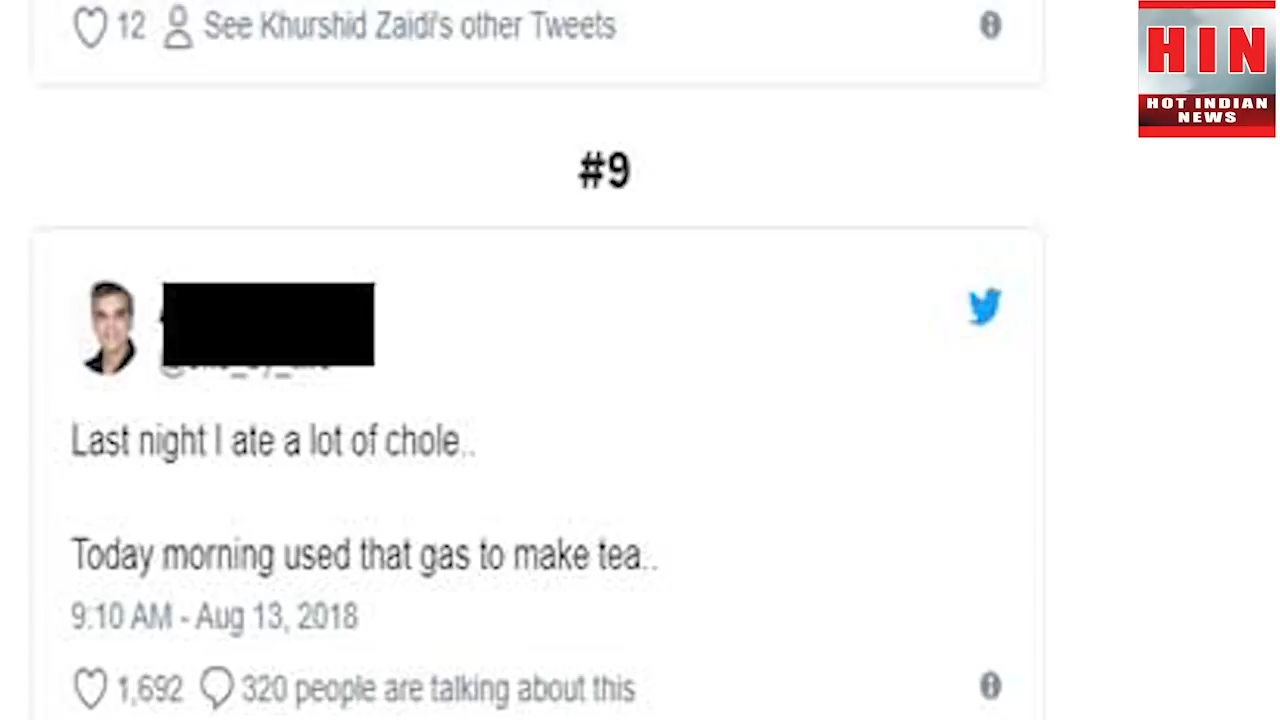 12 See Khurshid Zaidi's other Tweets
HIN
HOT INDIAN
NEWS
#9
Last night I ate a lot of chole..
Today morning used that gas to make tea..
9:10 AM - Aug 13, 2018
1,692 320 people are talking about this